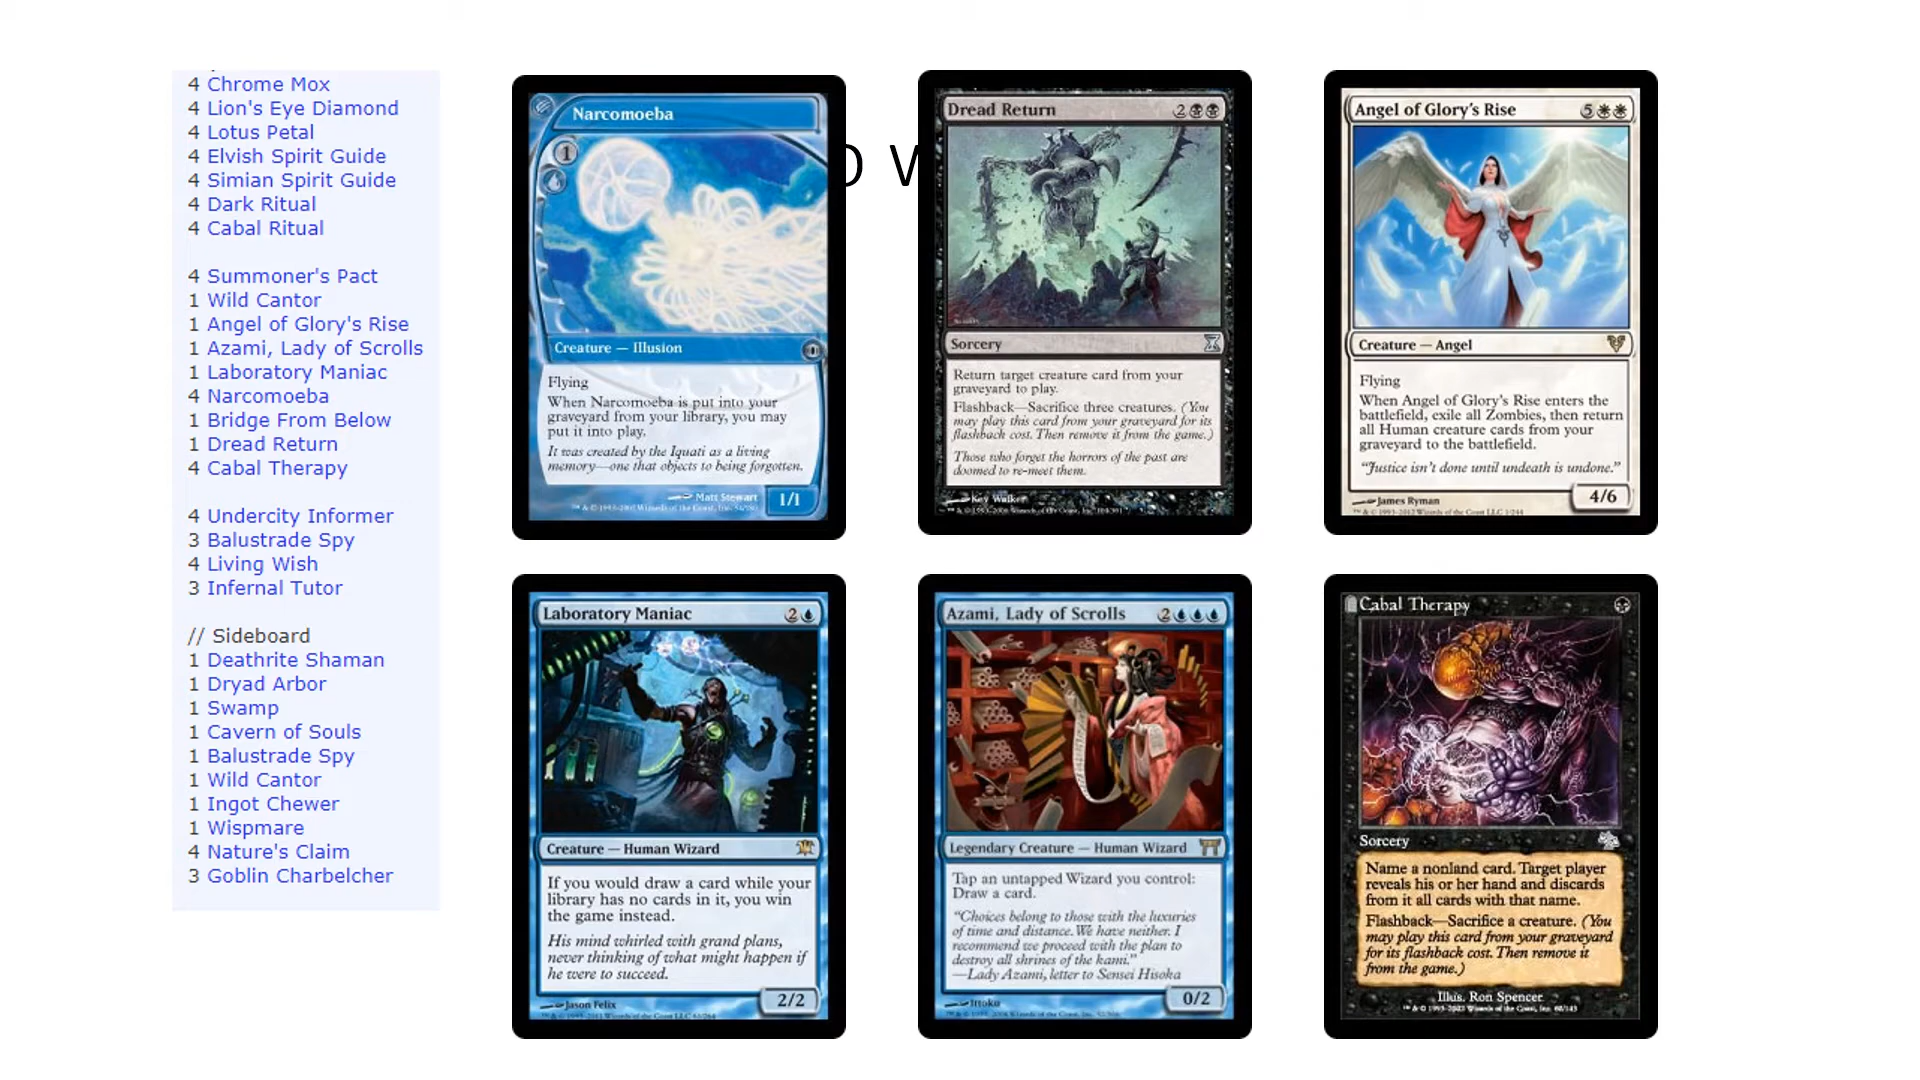 4 Chrome Mox
4 Lion's Eye Diamond
4 Lotus Petal
4 Elvish Spirit Guide
4 Simian Spirit Guide
4 Dark Ritual
4 Cabal Ritual
4 Summoner's Pact
1 Wild Cantor
1 Angel of Glory's Rise
1 Azami, Lady of Scrolls
1 Laboratory Maniac
4 Narcomoeba
1 Bridge From Below
1 Dread Return
4 Cabal Therapy
4 Undercity Informer
3 Balustrade Spy
4 Living Wish
3 Infernal Tutor
// Sideboard
1 Deathrite Shaman
1 Dryad Arbor
1 Swamp
1 Cavern of Souls
1 Balustrade Spy
1 Wild Cantor
1 Ingot Chewer
1 Wispmare
4 Nature's Claim
3 Goblin Charbelcher
Narcomoeba
1
Creature — Illusion
Flying
When Narcomoeba is put into your
graveyard from your library, you may
put it into play.
It was created by the Iquati as a living
memory—one that objects to being forgotten.
Matt Stewart
1/1
Dread Return 2
Sorcery
Return target creature card from your
graveyard to play.
Flashback—Sacrifice three creatures. (You
may play this card from your graveyard for its
flashback cost. Then remove it from the game.)
Those who forget the horrors of the past are
doomed to re-meet them.
Kev Walker
Angel of Glory's Rise 5
Creature — Angel
Flying
When Angel of Glory's Rise enters the
battlefield, exile all Zombies, then return
all Human creature cards from your
graveyard to the battlefield.
"Justice isn't done until undeath is undone."
James Ryman
4/6
Laboratory Maniac 2
Creature — Human Wizard
If you would draw a card while your
library has no cards in it, you win
the game instead.
His mind whirled with grand plans,
never thinking of what might happen if
he were to succeed.
Jason Felix
2/2
Azami, Lady of Scrolls 2
Legendary Creature — Human Wizard
Tap an untapped Wizard you control:
Draw a card.
"Choices belong to those with the luxuries
of time and distance. We have neither. I
recommend we proceed with the plan to
destroy all shrines of the kami."
—Lady Azami, letter to Sensei Hisoka
Ittoku
0/2
Cabal Therapy
Sorcery
Name a nonland card. Target player
reveals his or her hand and discards
from it all cards with that name.
Flashback—Sacrifice a creature. (You
may play this card from your graveyard
for its flashback cost. Then remove it
from the game.)
Illus. Ron Spencer